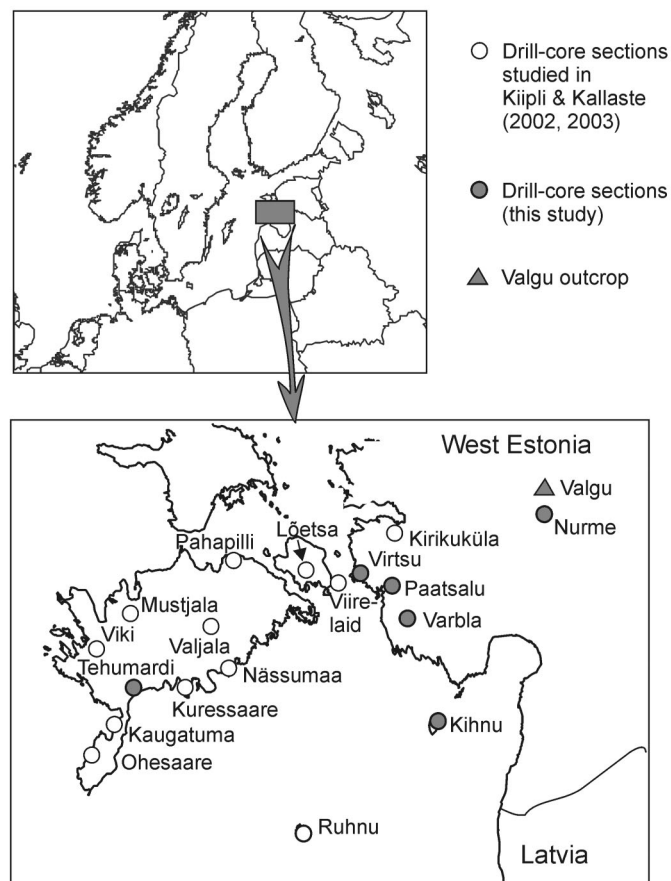 Drill-core sections
studied in
Kiipli & Kallaste
(2002, 2003)
Drill-core sections
(this study)
Valgu outcrop
West Estonia
Valgu
Nurme
Lõetsa
Kirikuküla
Pahapilli
Virtsu
Paatsalu
Viire-
laid
Mustjala
Varbla
Viki
Valjala
Tehumardi
Nässumaa
Kuressaare
Kihnu
Kaugatuma
Ohesaare
Ruhnu
Latvia